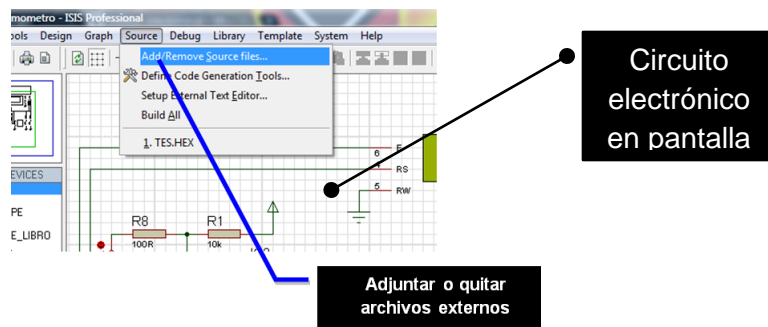 mometro - ISIS Professional
ols Design Graph Source Debug Library Template System Help
Add/Remove Source files...
Define Code Generation Tools...
Setup External Text Editor...
Build All
1. TES.HEX
EVICES
PE
E_LIBRO
R8
100R
R1
10k
6 E
4 RS
5 RW
Circuito
electrónico
en pantalla
Adjuntar o quitar
archivos externos